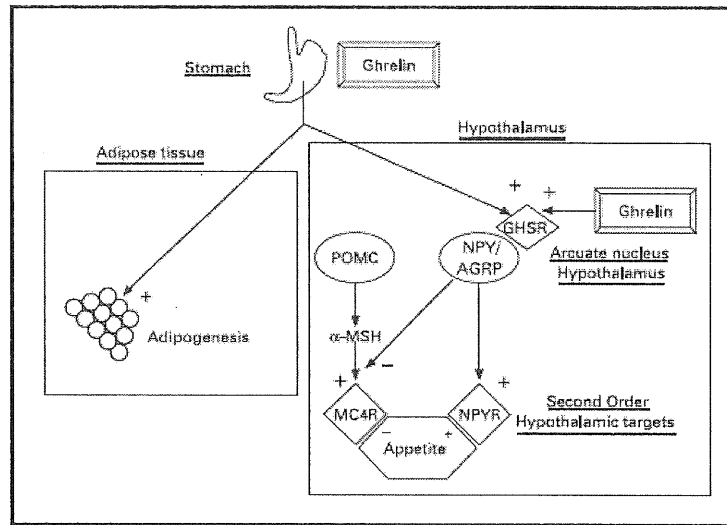 Stomach
Ghrelin
Hypothalamus
Adipose tissue
+ +
Ghrelin
GHSR
POMC
NPY/
AGRP
Arcuate nucleus
Hypothalamus
+
Adipogenesis
α-MSH
−
+
+
MC4R
NPYR
Second Order
Hypothalamic targets
− +
Appetite